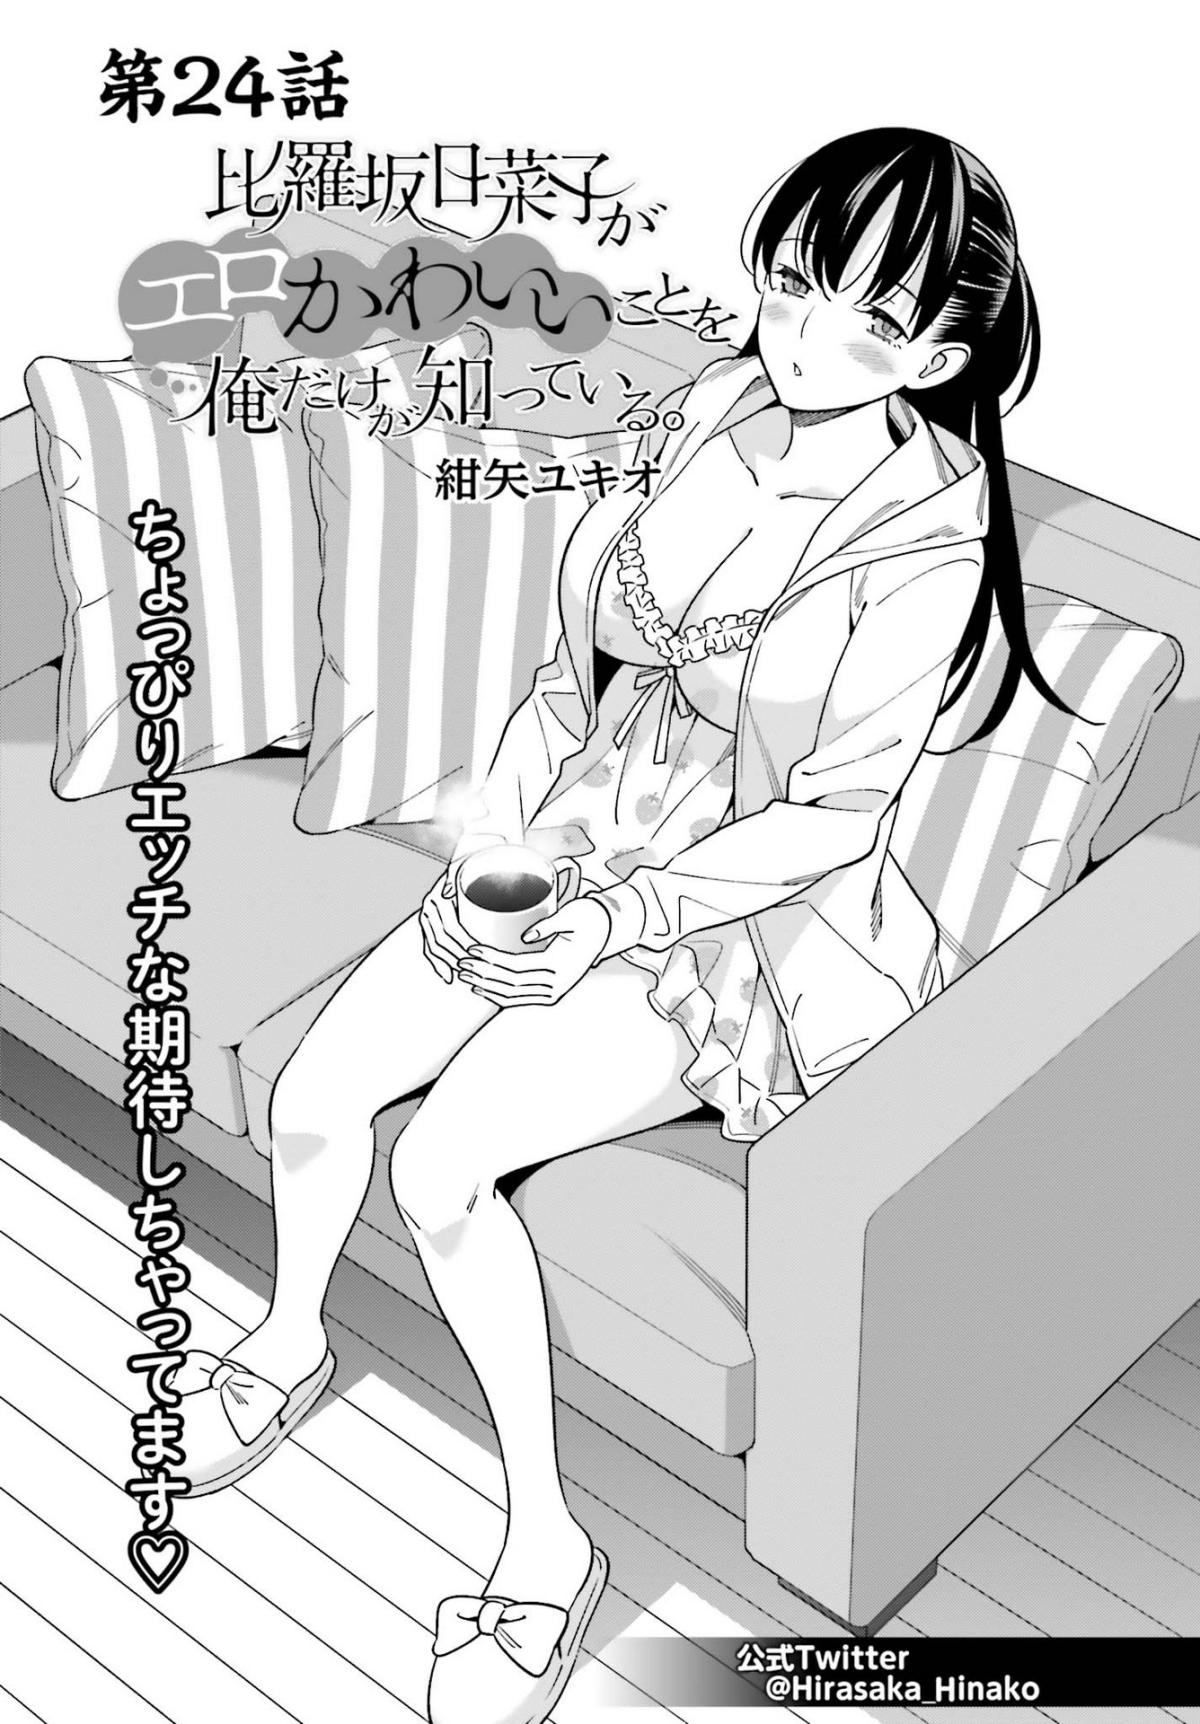 第24話
比羅坂日菜子が
エロかわいいことを
俺だけが知っている。
紺矢ユキオ
ちょっぴりエッチな期待しちゃってます♡
公式Twitter
@Hirasaka_Hinako